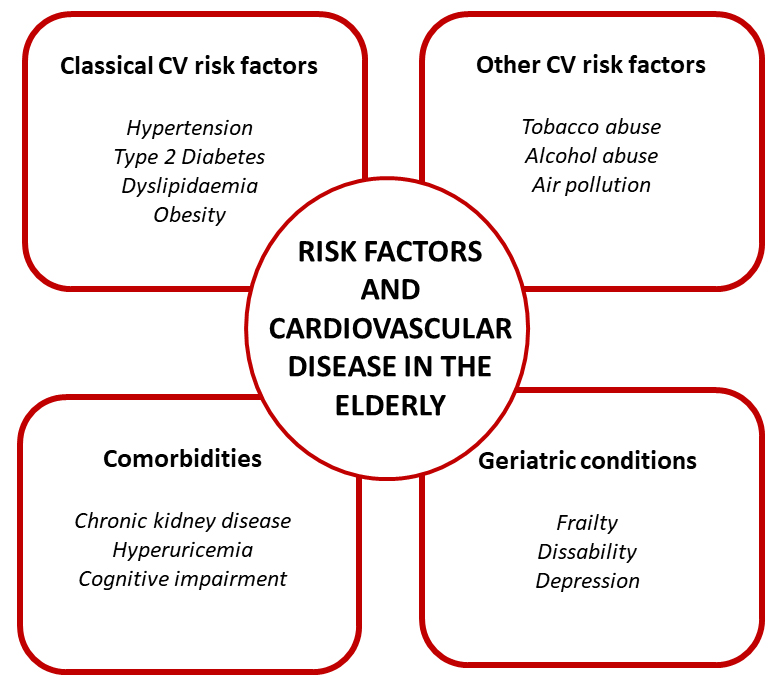 Classical CV risk factors
Hypertension
Type 2 Diabetes
Dyslipidaemia
Obesity
Other CV risk factors
Tobacco abuse
Alcohol abuse
Air pollution
RISK FACTORS
AND
CARDIOVASCULAR
DISEASE IN THE
ELDERLY
Comorbidities
Chronic kidney disease
Hyperuricemia
Cognitive impairment
Geriatric conditions
Frailty
Dissability
Depression